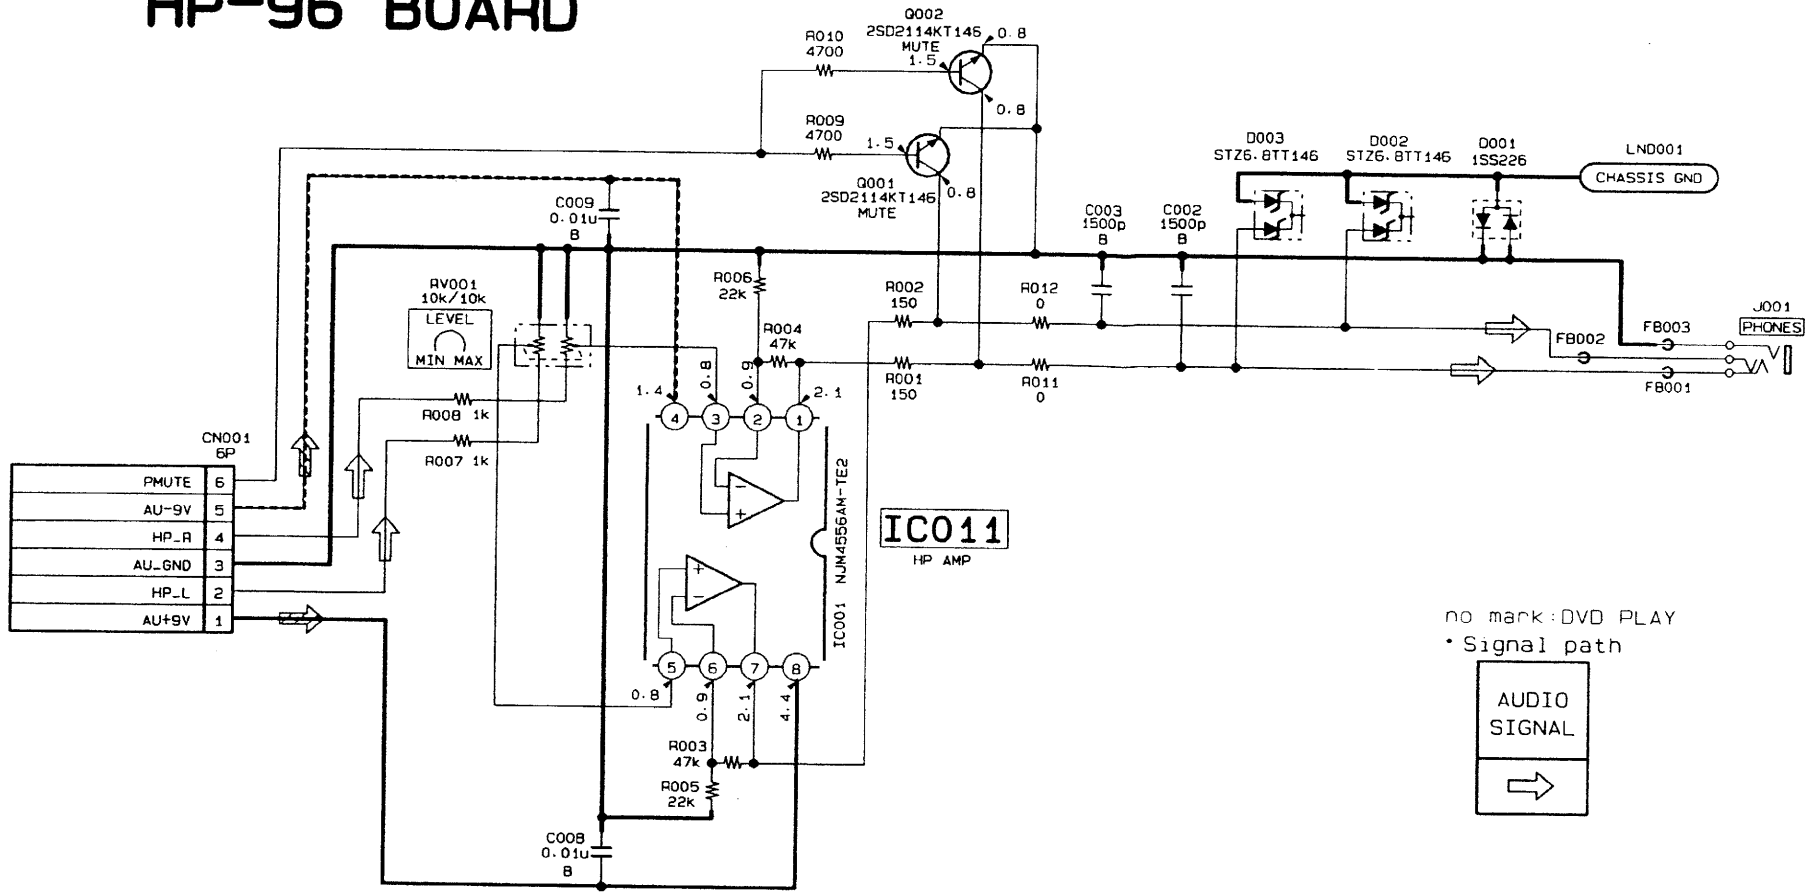 HP-96 BOARD
Q002
2SD2114KT146
MUTE
1.5
0.8
0.8
R010
4700
R009
4700
1.5
0.8
Q001
2SD2114KT146
MUTE
C009
0.01u
B
D003
STZ6.8TT146
D002
STZ6.8TT146
D001
1SS226
LND001
CHASSIS GND
C003
1500p
B
C002
1500p
B
RV001
10k/10k
LEVEL
MIN MAX
R006
22k
R004
47k
R002
150
R012
0
R001
150
R011
0
J001
PHONES
FB003
FB002
FB001
R008 1k
R007 1k
1.4
0.8
0.9
2.1
4
3
2
1
CN001
6P
PMUTE 6
AU-9V 5
HP_R 4
AU_GND 3
HP_L 2
AU+9V 1
-
+
+
-
IC001 NJM4556AM-TE2
IC011
HP AMP
5
6
7
8
0.8
0.9
2.1
4.4
R003
47k
R005
22k
C008
0.01u
B
no mark:DVD PLAY
• Signal path
AUDIO
SIGNAL